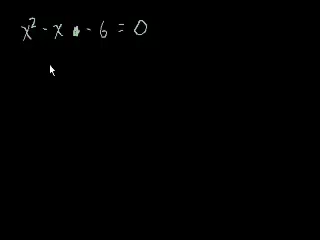 x² - x - 6 = 0